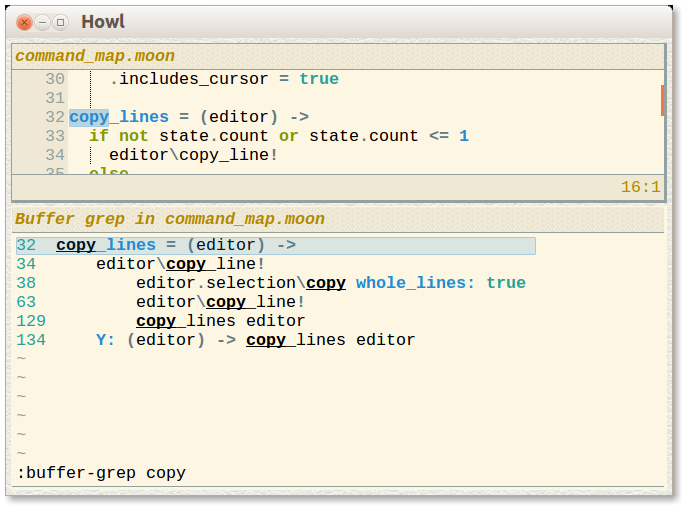 Howl
command_map.moon
30 .includes_cursor = true
31
32 copy_lines = (editor) ->
33 if not state.count or state.count <= 1
34 editor\copy_line!
35 else
16:1
Buffer grep in command_map.moon
32 copy_lines = (editor) ->
34 editor\copy_line!
38 editor.selection\copy whole_lines: true
63 editor\copy_line!
129 copy_lines editor
134 Y: (editor) -> copy_lines editor
~
~
~
~
~
~
:buffer-grep copy